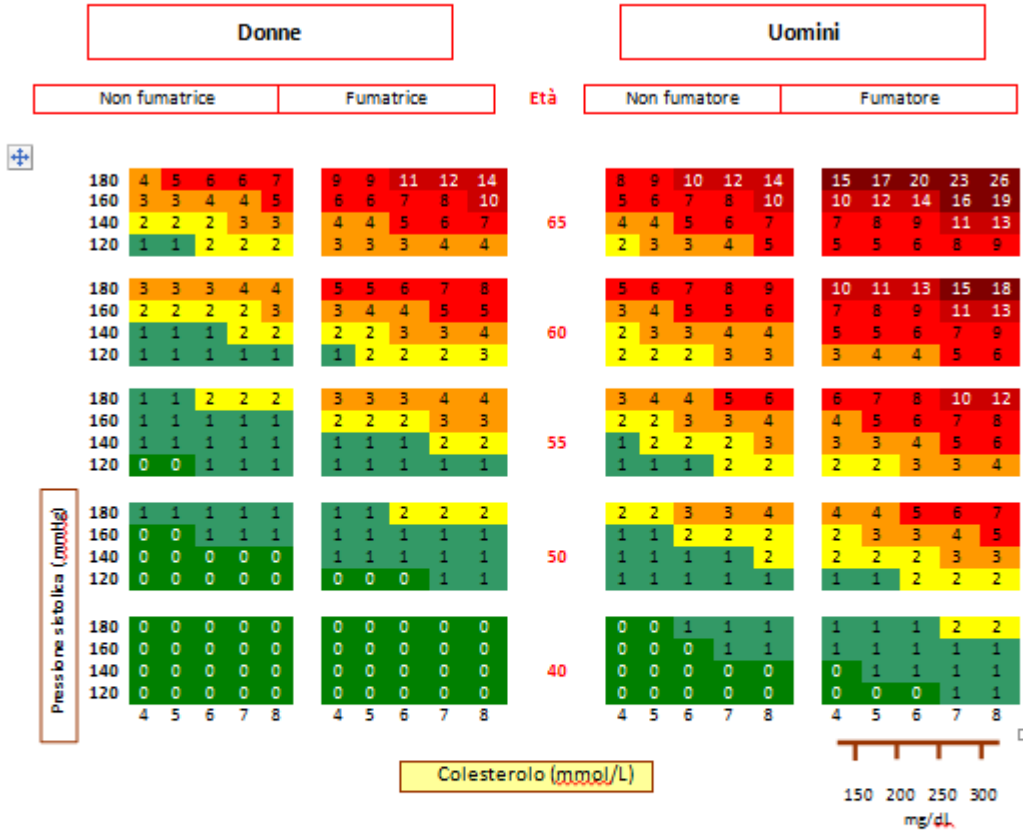 Donne Uomini
Non fumatrice Fumatrice Età Non fumatore Fumatore
180 4 5 6 6 7 9 9 11 12 14 8 9 10 12 14 15 17 20 23 26
160 3 3 4 4 5 6 6 7 8 10 5 6 7 8 10 10 12 14 16 19
65
140 2 2 2 3 3 4 4 5 6 7 4 4 5 6 7 7 8 9 11 13
120 1 1 2 2 2 3 3 3 4 4 2 3 3 4 5 5 5 6 8 9
180 3 3 3 4 4 5 5 6 7 8 5 6 7 8 9 10 11 13 15 18
160 2 2 2 2 3 3 4 4 5 5 3 4 5 5 6 7 8 9 11 13
60
140 1 1 1 2 2 2 2 3 3 4 2 3 3 4 4 5 5 6 7 9
120 1 1 1 1 1 1 2 2 2 3 2 2 2 3 3 3 4 4 5 6
180 1 1 2 2 2 3 3 3 4 4 3 4 4 5 6 6 7 8 10 12
160 1 1 1 1 1 2 2 2 3 3 2 2 3 3 4 4 5 6 7 8
55
140 1 1 1 1 1 1 1 1 2 2 1 2 2 2 3 3 3 4 5 6
120 0 0 1 1 1 1 1 1 1 1 1 1 1 2 2 2 2 3 3 4
180 1 1 1 1 1 1 1 2 2 2 2 2 3 3 4 4 4 5 6 7
160 0 0 1 1 1 1 1 1 1 1 1 1 2 2 2 2 3 3 4 5
50
140 0 0 0 0 0 1 1 1 1 1 1 1 1 1 2 2 2 2 3 3
120 0 0 0 0 0 0 0 0 1 1 1 1 1 1 1 1 1 2 2 2
180 0 0 0 0 0 0 0 0 0 0 0 0 1 1 1 1 1 1 2 2
160 0 0 0 0 0 0 0 0 0 0 0 0 0 1 1 1 1 1 1 1
40
140 0 0 0 0 0 0 0 0 0 0 0 0 0 0 0 0 1 1 1 1
120 0 0 0 0 0 0 0 0 0 0 0 0 0 0 0 0 0 0 1 1
4 5 6 7 8 4 5 6 7 8 4 5 6 7 8 4 5 6 7 8
Pressione sistolica (mmHg)
Colesterolo (mmol/L)
150 200 250 300
mg/dL